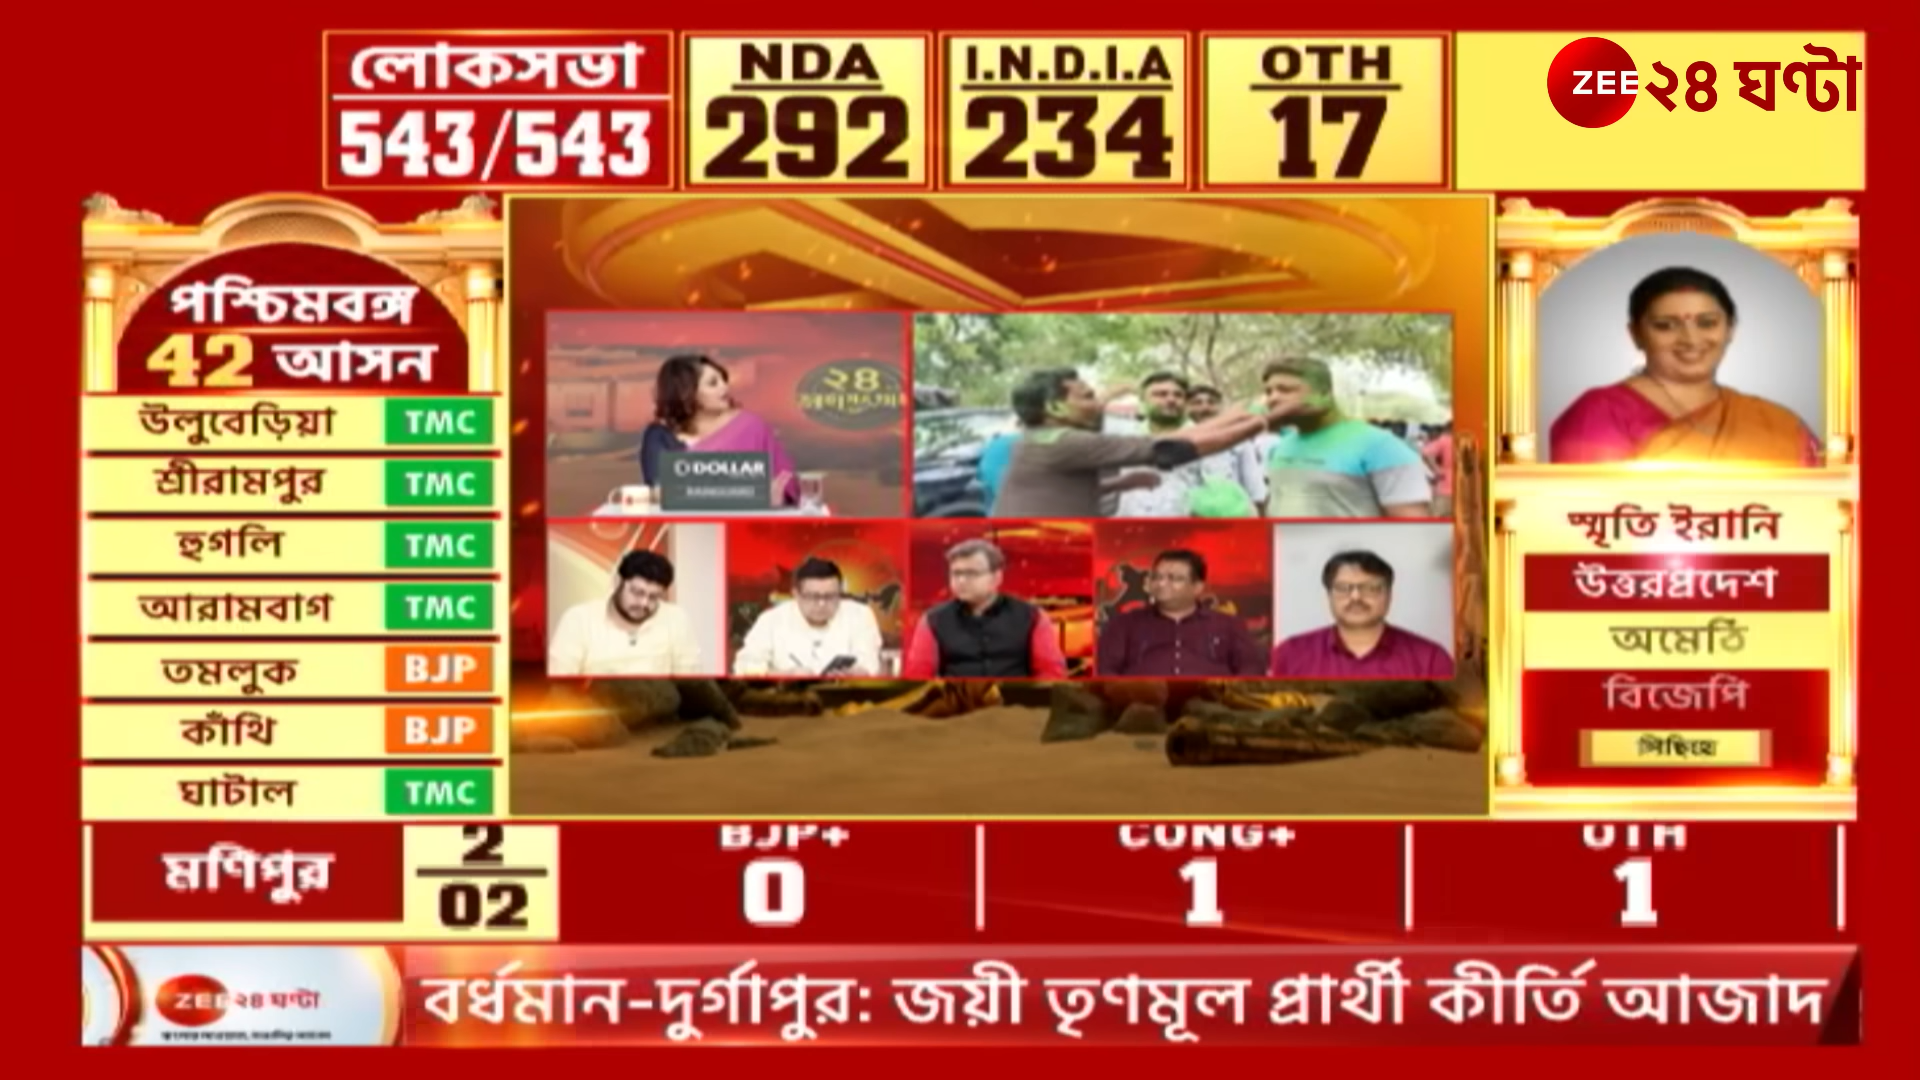 লোকসভা
543/543
NDA
292
I.N.D.I.A
234
OTH
17
ZEE ২৪ ঘণ্টা
পশ্চিমবঙ্গ
42 আসন
উলুবেড়িয়া TMC
শ্রীরামপুর TMC
হুগলি TMC
আরামবাগ TMC
তমলুক BJP
কাঁথি BJP
ঘাটাল TMC
২৪
DOLLAR
স্মৃতি ইরানি
উত্তরপ্রদেশ
অমেঠি
বিজেপি
পিছিয়ে
মণিপুর
2
02
BJP+
0
CONG+
1
OTH
1
ZEE ২৪ ঘণ্টা
বর্ধমান-দুর্গাপুর: জয়ী তৃণমূল প্রার্থী কীর্তি আজাদ